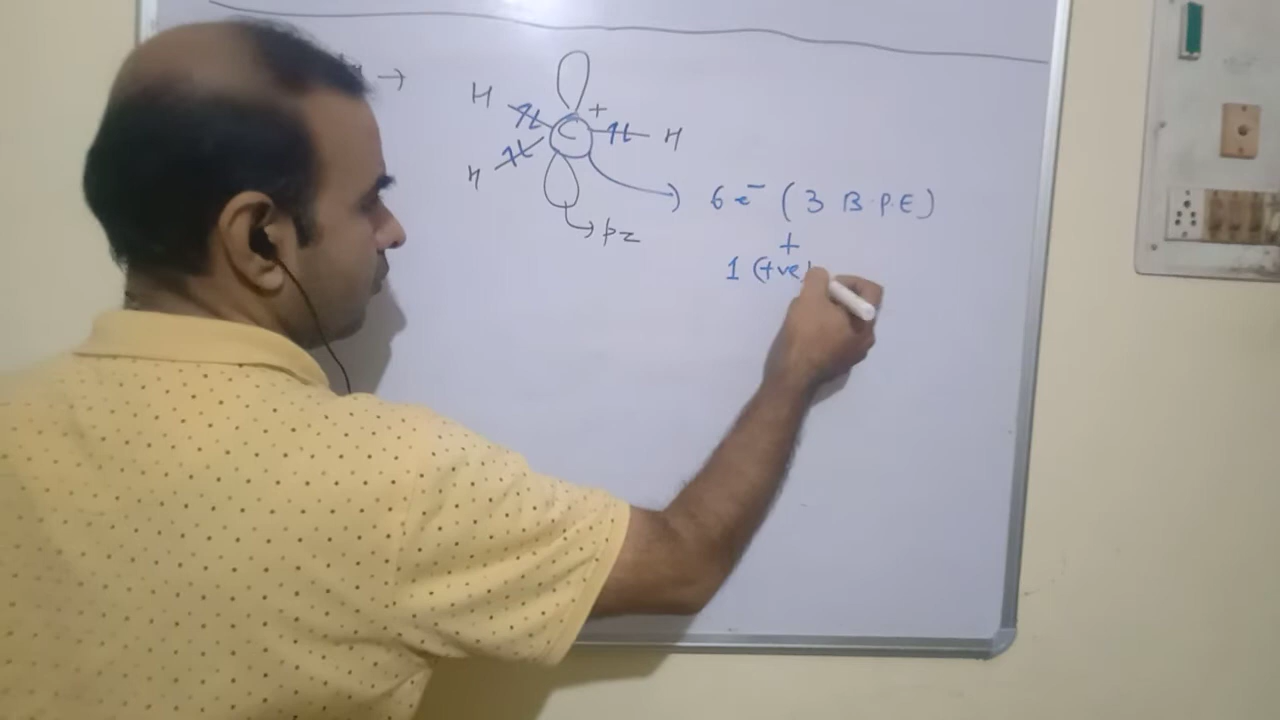 →
H + C H
H
6 e⁻ ( 3 B.P.E )
pz
+
1 (+ve)